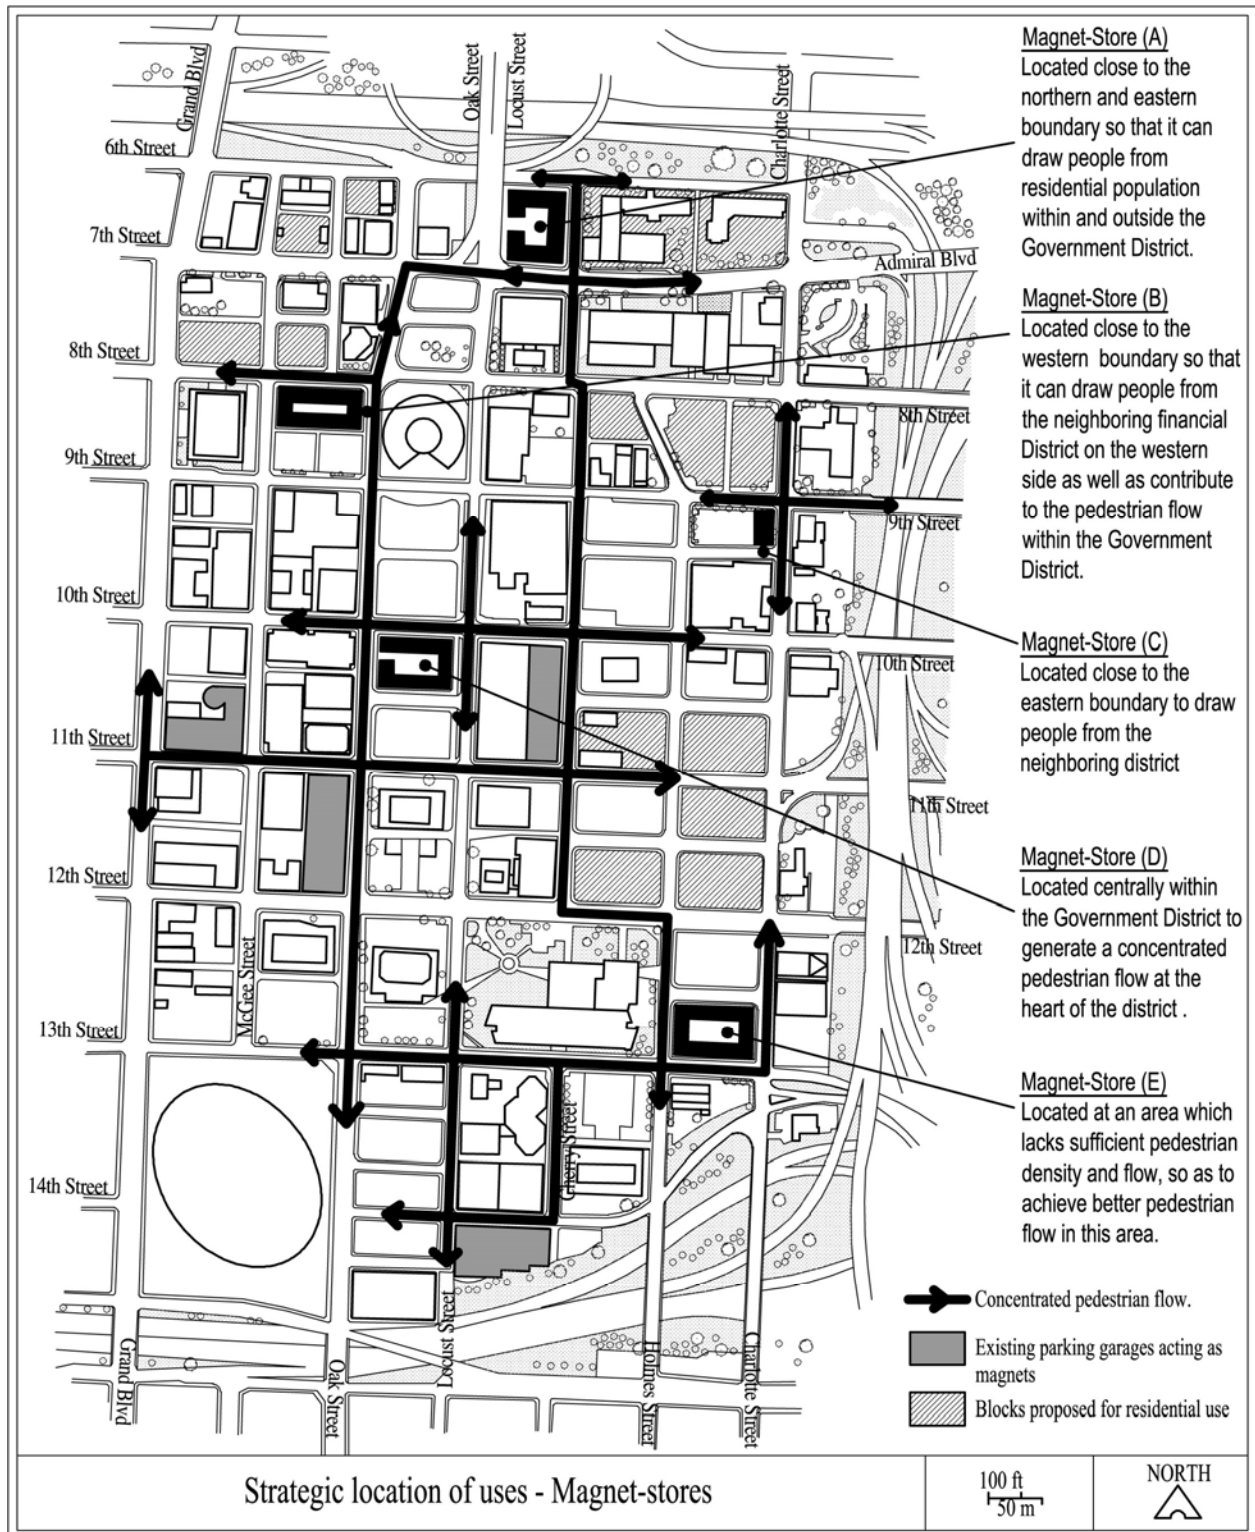 Grand Blvd
Oak Street
Locust Street
Charlotte Street
6th Street
7th Street
8th Street
9th Street
10th Street
11th Street
12th Street
13th Street
14th Street
Admiral Blvd
8th Street
9th Street
10th Street
11th Street
12th Street
McGee Street
Cherry Street
Grand Blvd
Oak Street
Locust Street
Holmes Street
Charlotte Street
Magnet-Store (A)
Located close to the
northern and eastern
boundary so that it can
draw people from
residential population
within and outside the
Government District.
Magnet-Store (B)
Located close to the
western boundary so that
it can draw people from
the neighboring financial
District on the western
side as well as contribute
to the pedestrian flow
within the Government
District.
Magnet-Store (C)
Located close to the
eastern boundary to draw
people from the
neighboring district
Magnet-Store (D)
Located centrally within
the Government District to
generate a concentrated
pedestrian flow at the
heart of the district .
Magnet-Store (E)
Located at an area which
lacks sufficient pedestrian
density and flow, so as to
achieve better pedestrian
flow in this area.
Concentrated pedestrian flow.
Existing parking garages acting as
magnets
Blocks proposed for residential use
Strategic location of uses - Magnet-stores
100 ft
50 m
NORTH